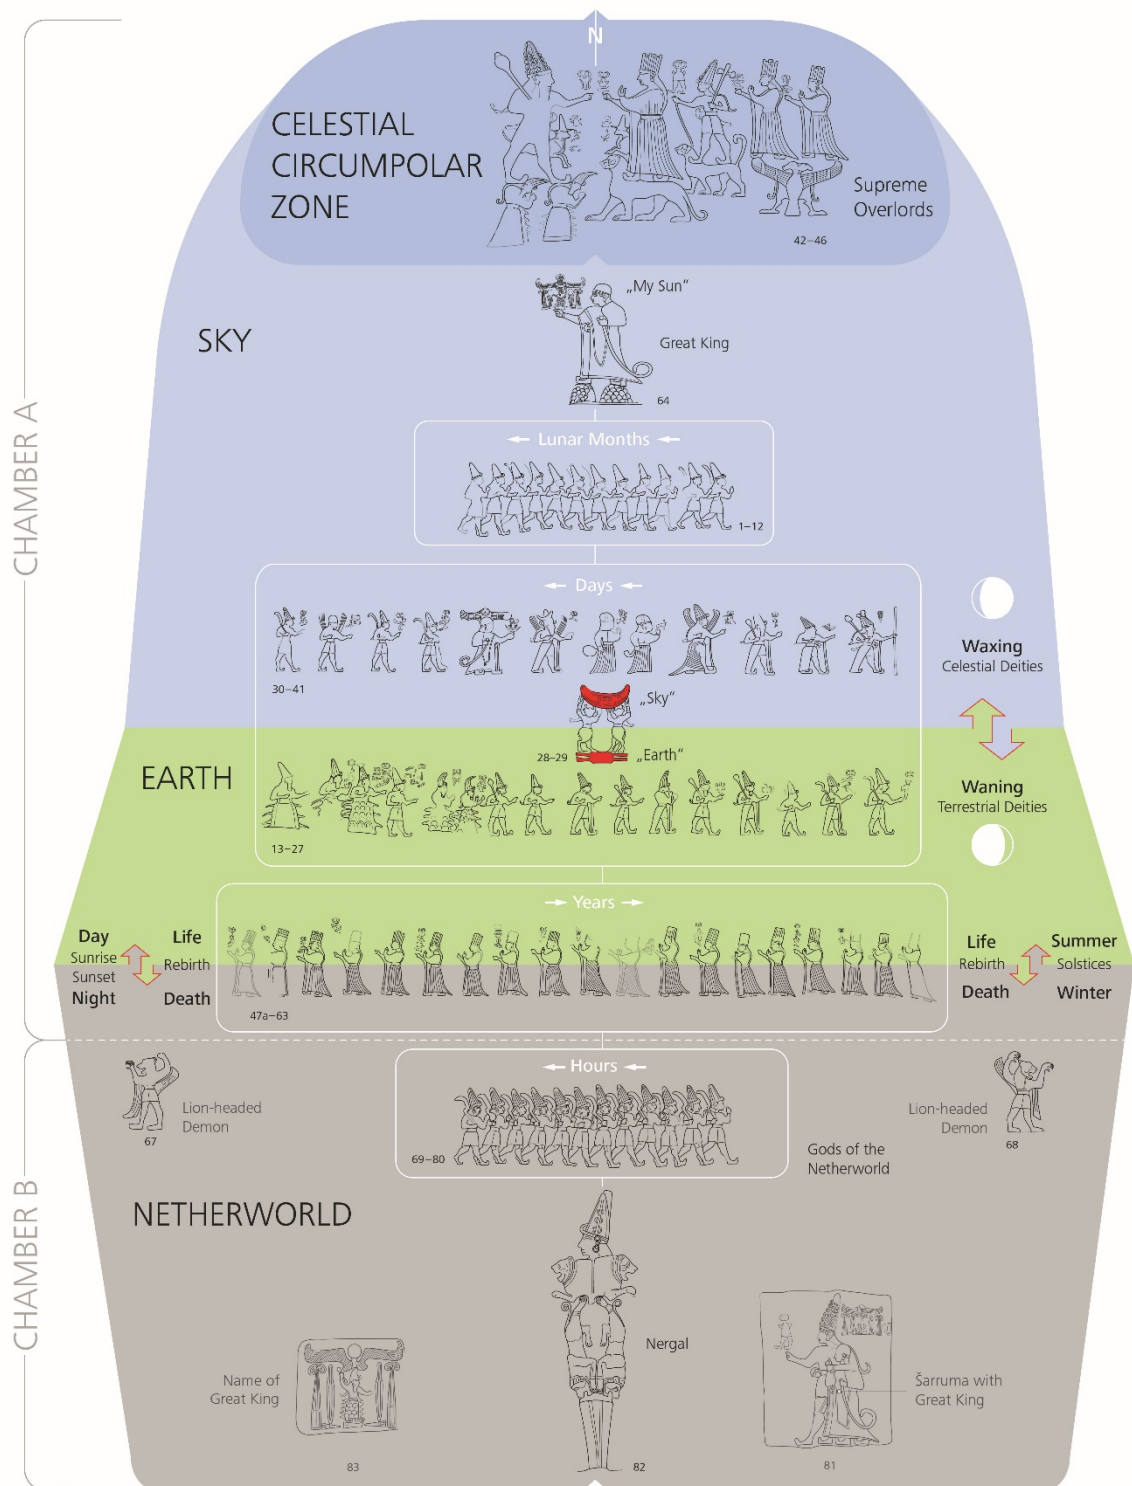 CHAMBER A
N
CELESTIAL
CIRCUMPOLAR
ZONE
Supreme
Overlords
42–46
„My Sun“
SKY
Great King
64
Lunar Months
1–12
Days
30–41
Waxing
Celestial Deities
„Sky“
28–29
„Earth“
EARTH
Waning
Terrestrial Deities
13–27
Years
Day
Sunrise
Sunset
Night
Life
Rebirth
Death
47a–63
Life
Rebirth
Death
Summer
Solstices
Winter
CHAMBER B
Hours
Lion-headed
Demon
67
Lion-headed
Demon
68
69–80
Gods of the
Netherworld
NETHERWORLD
Nergal
Name of
Great King
Šarruma with
Great King
83
82
81